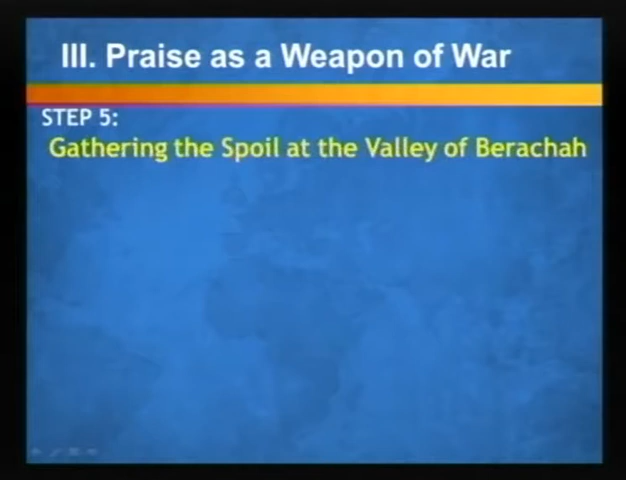 III. Praise as a Weapon of War
STEP 5:
Gathering the Spoil at the Valley of Berachah